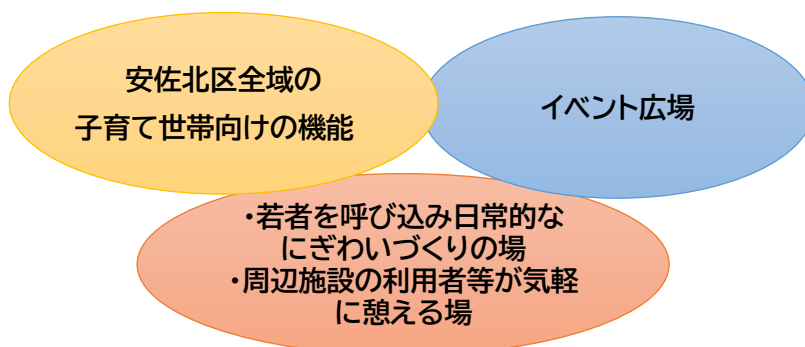 安佐北区全域の
子育て世帯向けの機能
イベント広場
・若者を呼び込み日常的な
にぎわいづくりの場
・周辺施設の利用者等が気軽
に憩える場